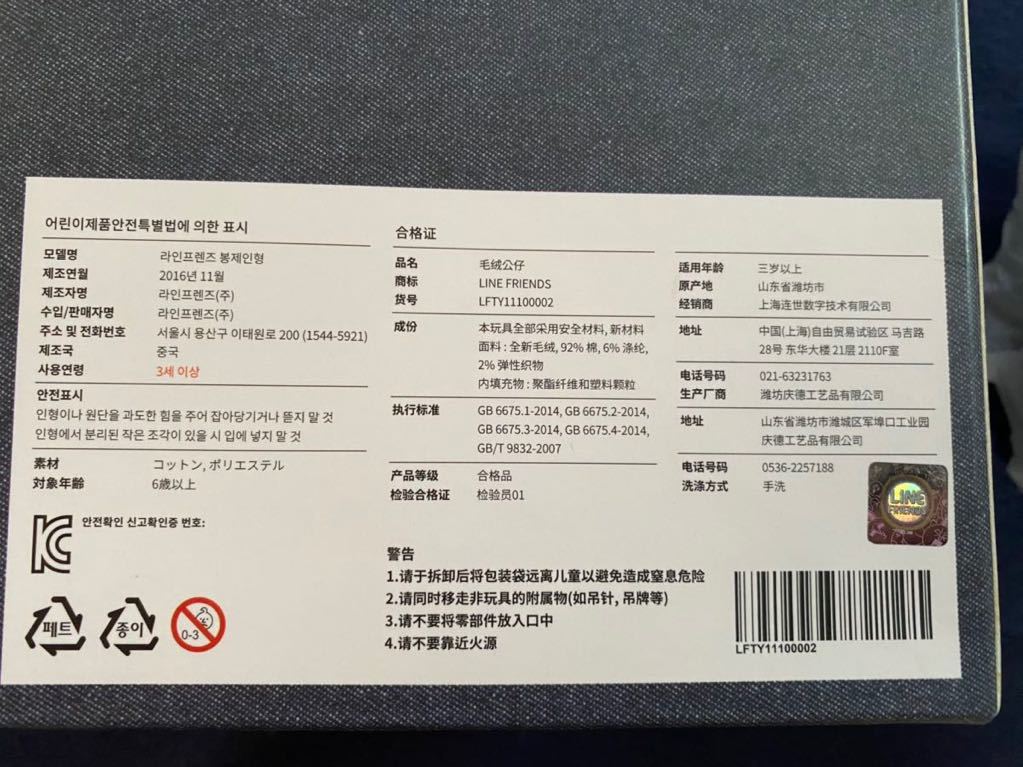 어린이제품안전특별법에 의한 표시
모델명 라인프렌즈 봉제인형
제조연월 2016년 11월
제조자명 라인프렌즈(주)
수입/판매자명 라인프렌즈(주)
주소 및 전화번호 서울시 용산구 이태원로 200 (1544-5921)
제조국 중국
사용연령 3세 이상
안전표시
인형이나 원단을 과도한 힘을 주어 잡아당기거나 뜯지 말 것
인형에서 분리된 작은 조각이 있을 시 입에 넣지 말 것
素材 コットン, ポリエステル
対象年齢 6歳以上
KC 안전확인 신고확인증 번호:
페트 종이 0-3
合格证
品名 毛绒公仔
商标 LINE FRIENDS
货号 LFTY11100002
成份 本玩具全部采用安全材料, 新材料
面料 : 全新毛绒, 92% 棉, 6% 涤纶,
2% 弹性织物
内填充物 : 聚酯纤维和塑料颗粒
执行标准 GB 6675.1-2014, GB 6675.2-2014,
GB 6675.3-2014, GB 6675.4-2014,
GB/T 9832-2007
产品等级 合格品
检验合格证 检验员01
适用年龄 三岁以上
原产地 山东省潍坊市
经销商 上海连世数字技术有限公司
地址 中国(上海)自由贸易试验区 马吉路
28号 东华大楼 21层 2110F室
电话号码 021-63231763
生产厂商 潍坊庆德工艺品有限公司
地址 山东省潍坊市潍城区军埠口工业园
庆德工艺品有限公司
电话号码 0536-2257188
洗涤方式 手洗
LINE
FRIENDS
警告
1.请于拆卸后将包装袋远离儿童以避免造成窒息危险
2.请同时移走非玩具的附属物(如吊针, 吊牌等)
3.请不要将零部件放入口中
4.请不要靠近火源
LFTY11100002